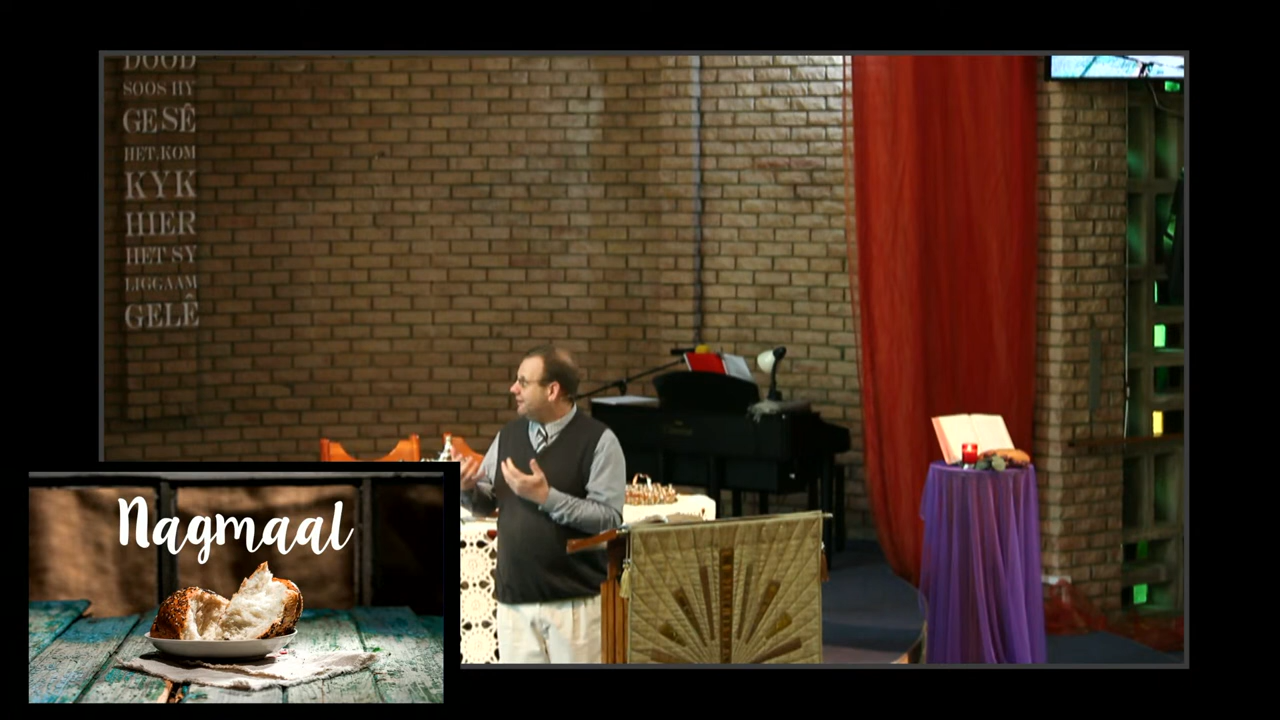 DOOD
SOOS HY
GESÊ
HET.KOM
KYK
HIER
HET SY
LIGGAAM
GELÊ
Nagmaal